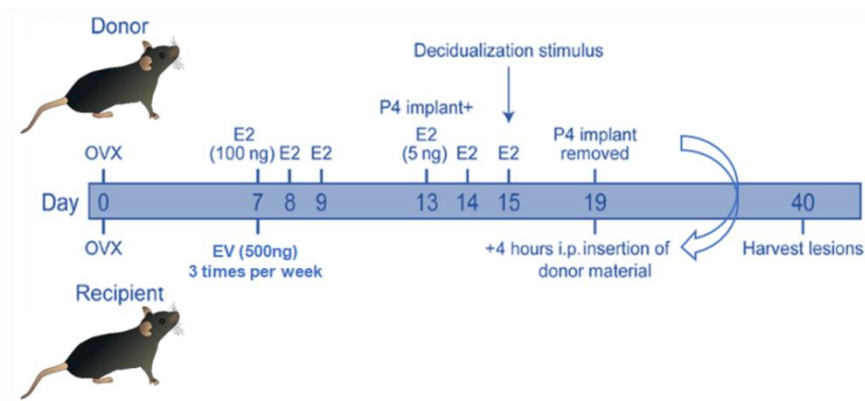 Donor
Decidualization stimulus
P4 implant+
OVX
E2
(100 ng)
E2
E2
E2
(5 ng)
E2
E2
P4 implant
removed
Day
0
7
8
9
13
14
15
19
40
OVX
EV (500ng)
3 times per week
+4 hours i.p. insertion of
donor material
Harvest lesions
Recipient